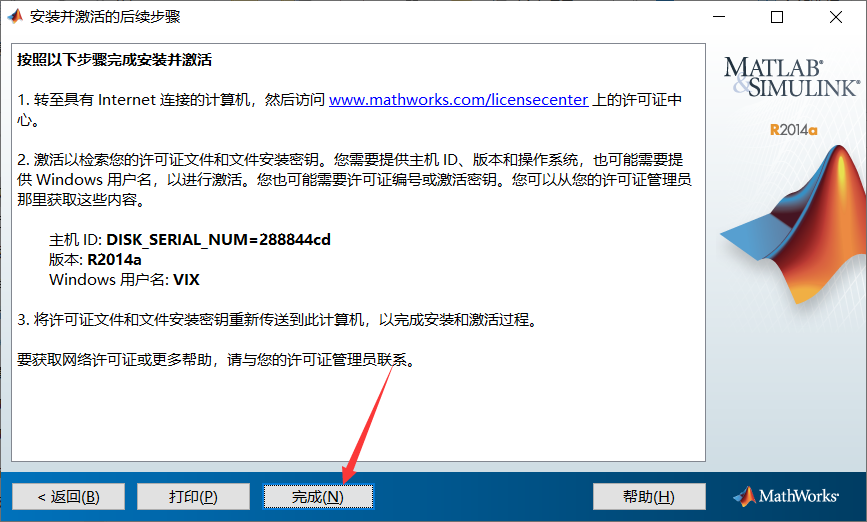 安装并激活的后续步骤
按照以下步骤完成安装并激活
1. 转至具有 Internet 连接的计算机，然后访问 www.mathworks.com/licensecenter 上的许可证中
心。
2. 激活以检索您的许可证文件和文件安装密钥。您需要提供主机 ID、版本和操作系统，也可能需要提
供 Windows 用户名，以进行激活。您也可能需要许可证编号或激活密钥。您可以从您的许可证管理员
那里获取这些内容。
主机 ID: DISK_SERIAL_NUM=288844cd
版本: R2014a
Windows 用户名: VIX
3. 将许可证文件和文件安装密钥重新传送到此计算机，以完成安装和激活过程。
要获取网络许可证或更多帮助，请与您的许可证管理员联系。
MATLAB®
&SIMULINK®
R2014a
< 返回(B)
打印(P)
完成(N)
帮助(H)
MathWorks®